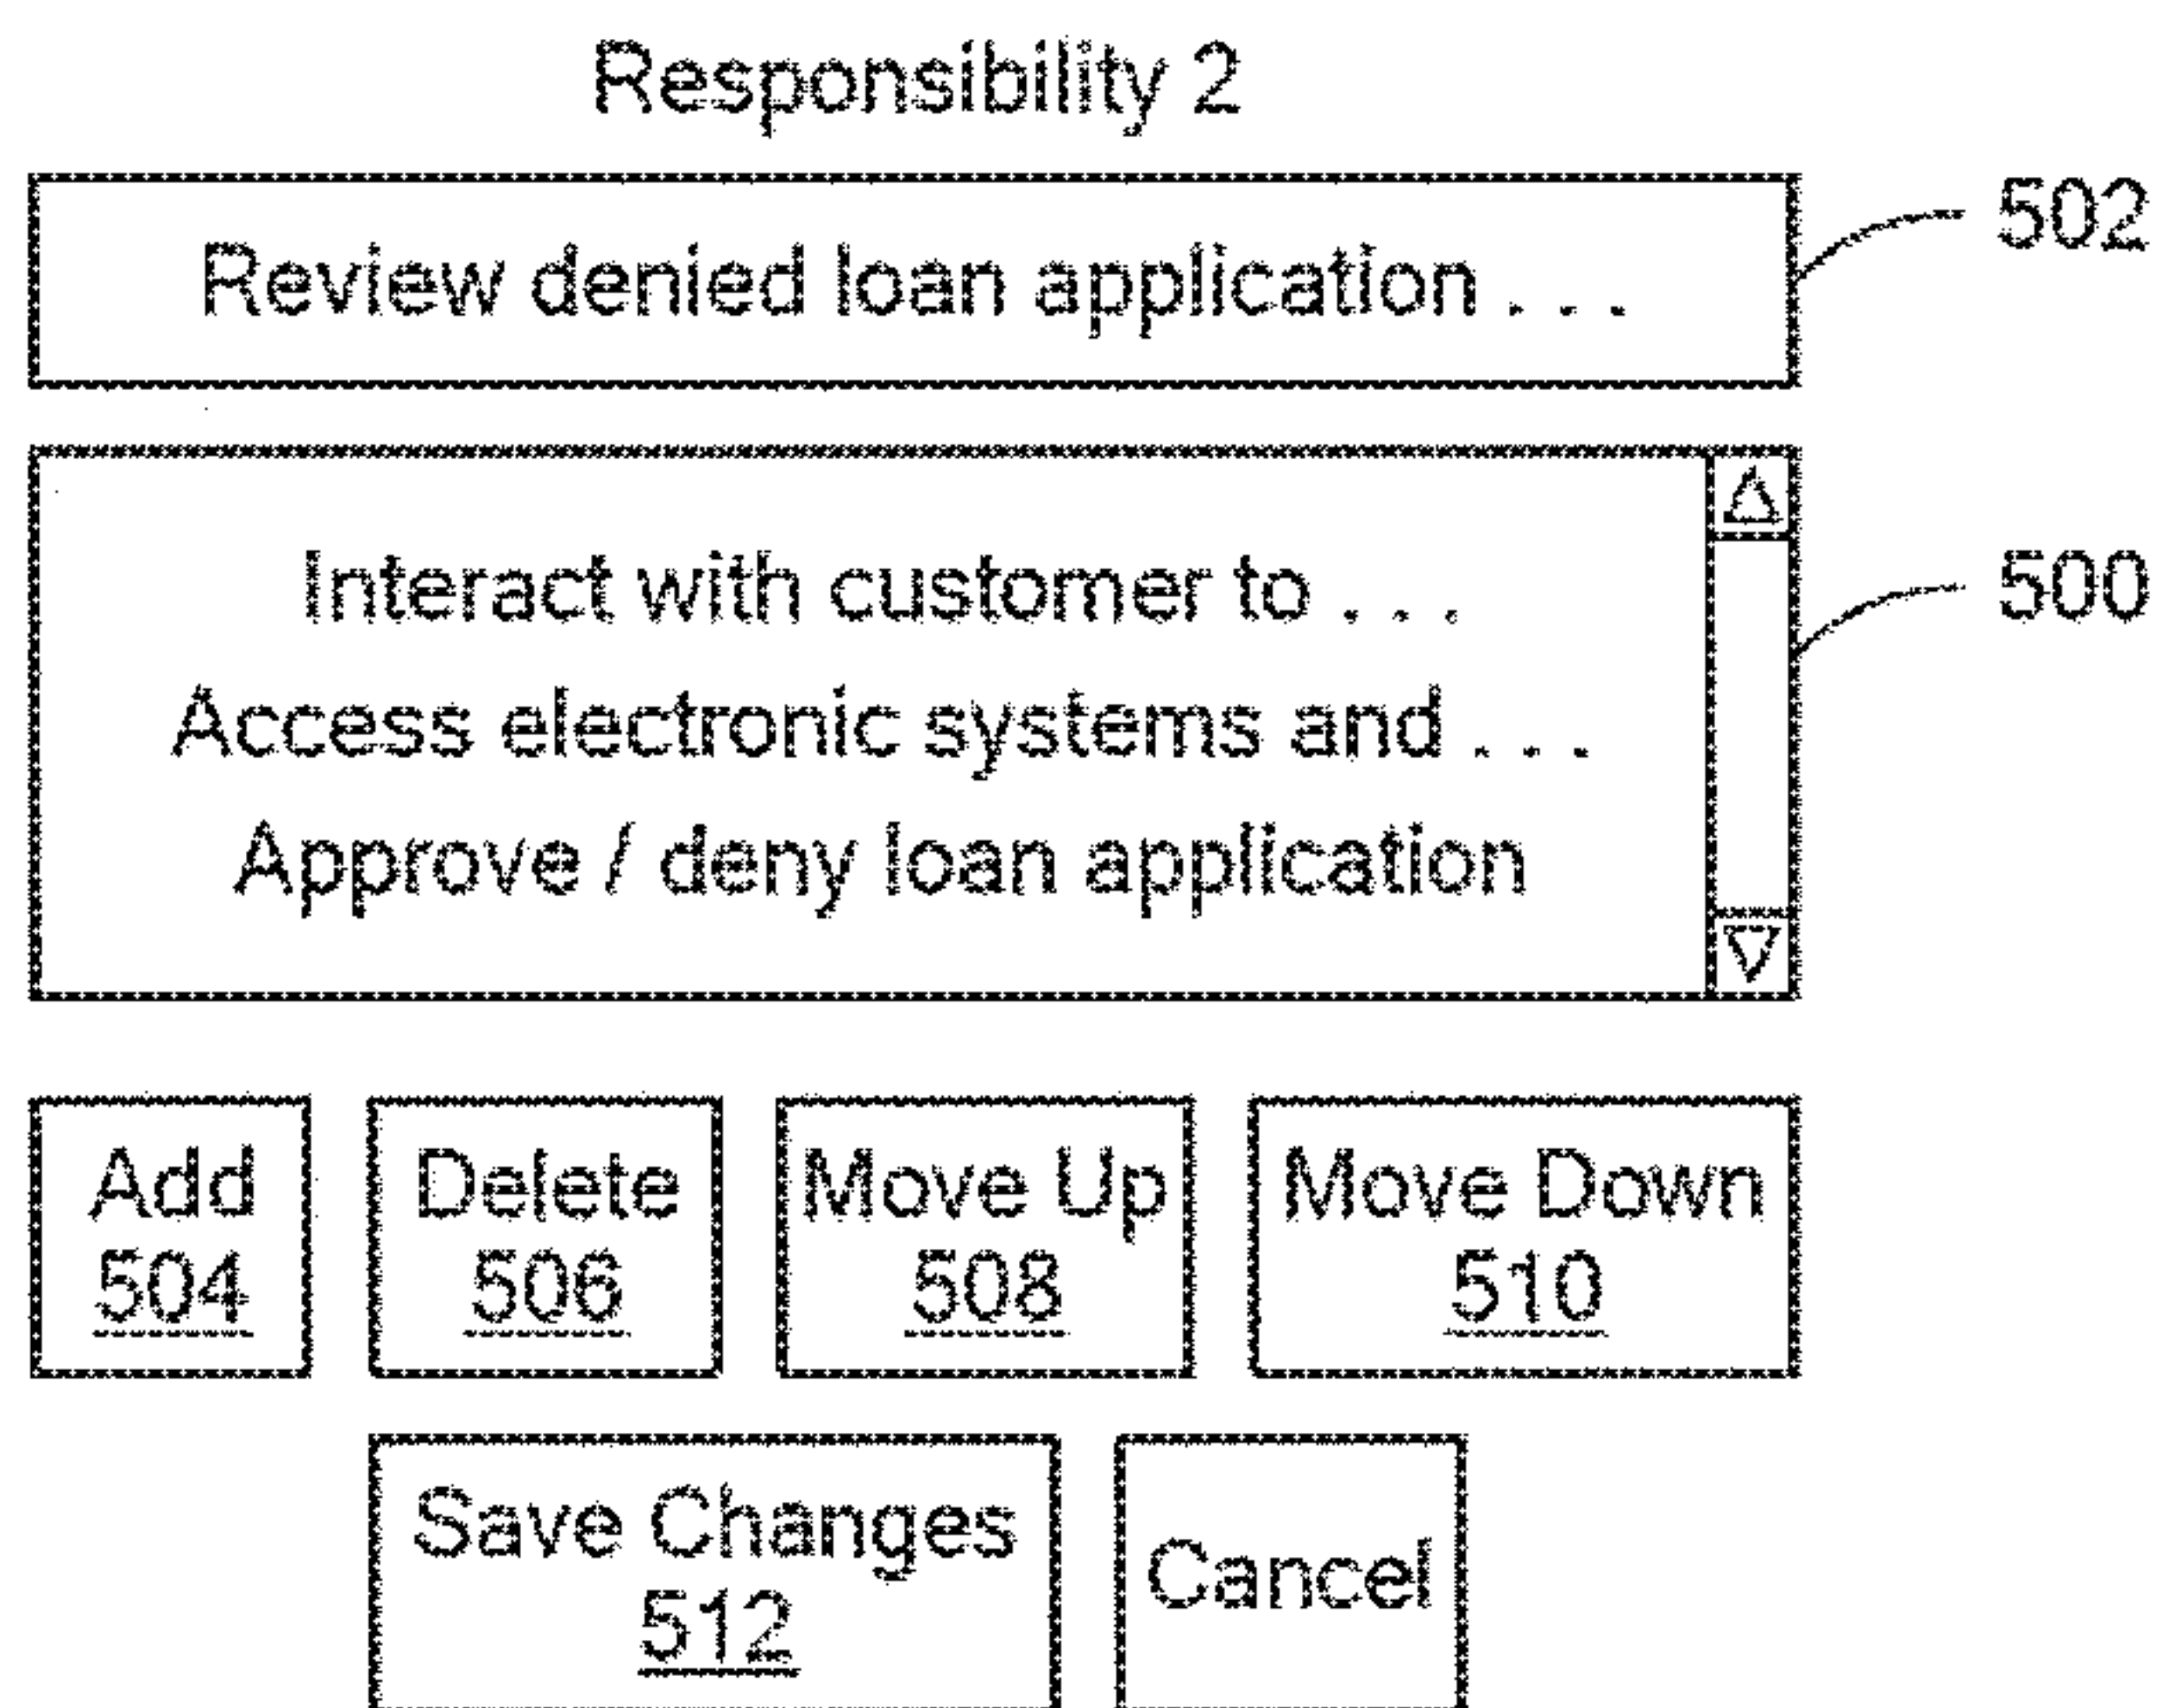 Responsibility 2
Review denied loan application . . .
502
Interact with customer to . . .
500
Access electronic systems and . . .
Approve / deny loan application
Add
504
Delete
506
Move Up
508
Move Down
510
Save Changes
512
Cancel